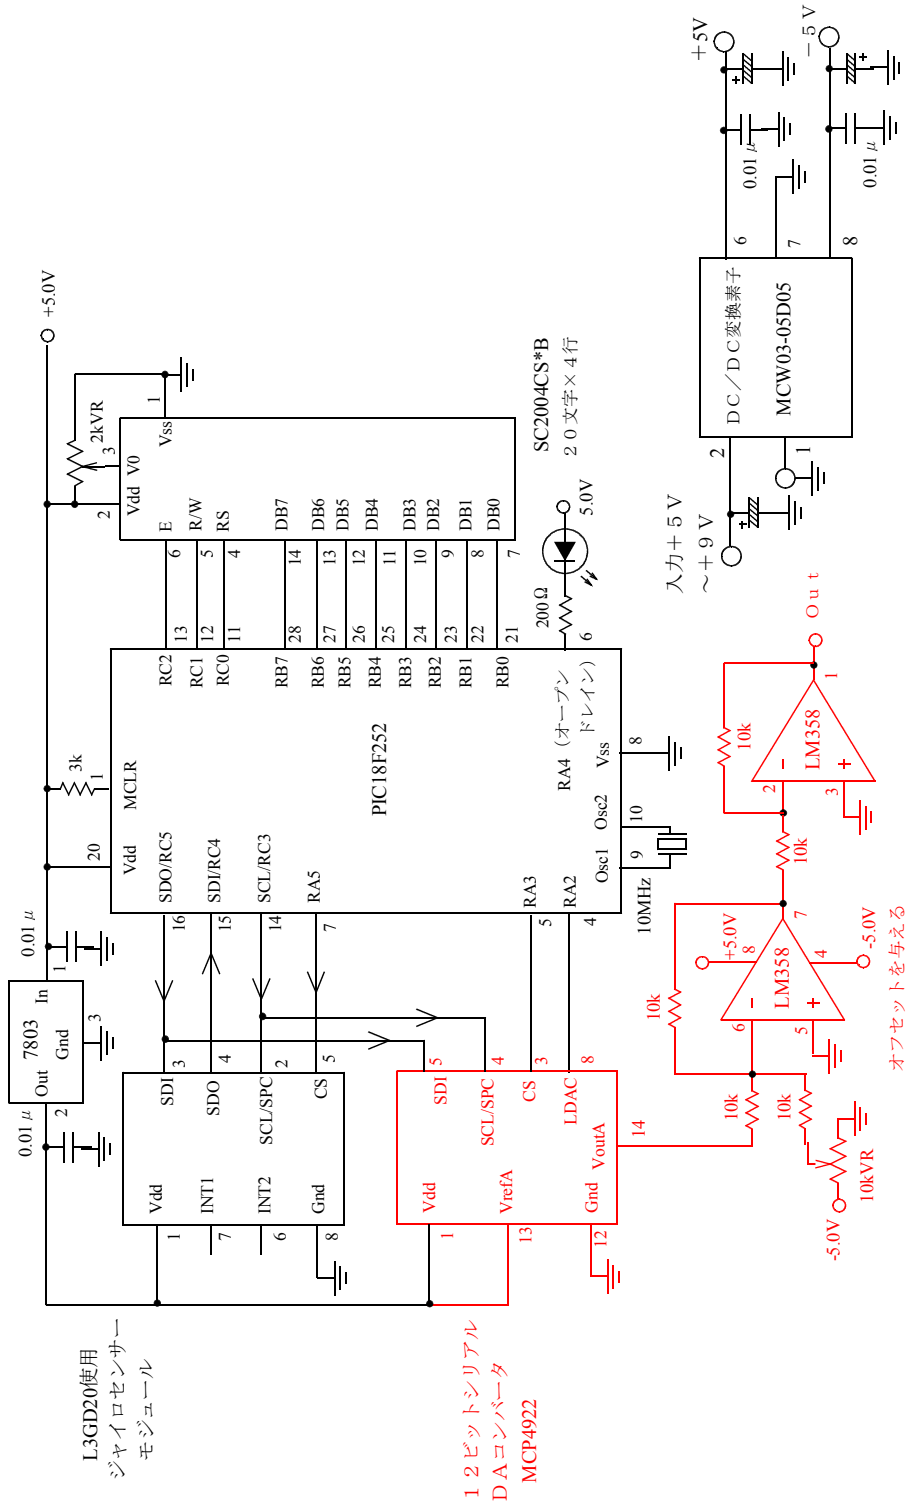 L3GD20使用
ジャイロセンサー
モジュール
0.01μ
Out
In
7803
Gnd
2
1
3
0.01μ
+5.0V
Vdd
INT1
INT2
Gnd
1
7
6
8
SDI
SDO
SCL/SPC
CS
3
4
2
5
16
15
14
7
SDO/RC5
SDI/RC4
SCL/RC3
RA5
20
Vdd
3k
1
MCLR
PIC18F252
RA3
RA2
5
4
Osc1
Osc2
9
10
10MHz
Vss
8
RA4 (オープン
ドレイン)
6
200Ω
5.0V
RC2
RC1
RC0
RB7
RB6
RB5
RB4
RB3
RB2
RB1
RB0
13
12
11
28
27
26
25
24
23
22
21
6
5
4
14
13
12
11
10
9
8
7
E
R/W
RS
DB7
DB6
DB5
DB4
DB3
DB2
DB1
DB0
2
Vdd
3
V0
2kVR
1
Vss
SC2004CS*B
20文字×4行
12ビットシリアル
DAコンバータ
MCP4922
Vdd
VrefA
Gnd
1
13
12
SDI
SCL/SPC
CS
LDAC
VoutA
5
4
3
8
14
10k
10k
10kVR
-5.0V
10k
6
5
7
8
4
LM358
+5.0V
-5.0V
オフセットを与える
10k
10k
2
3
1
LM358
Out
入力+5V
~+9V
2
1
DC/DC変換素子
MCW03-05D05
6
7
8
0.01μ
0.01μ
+
+
+
+5V
-5V